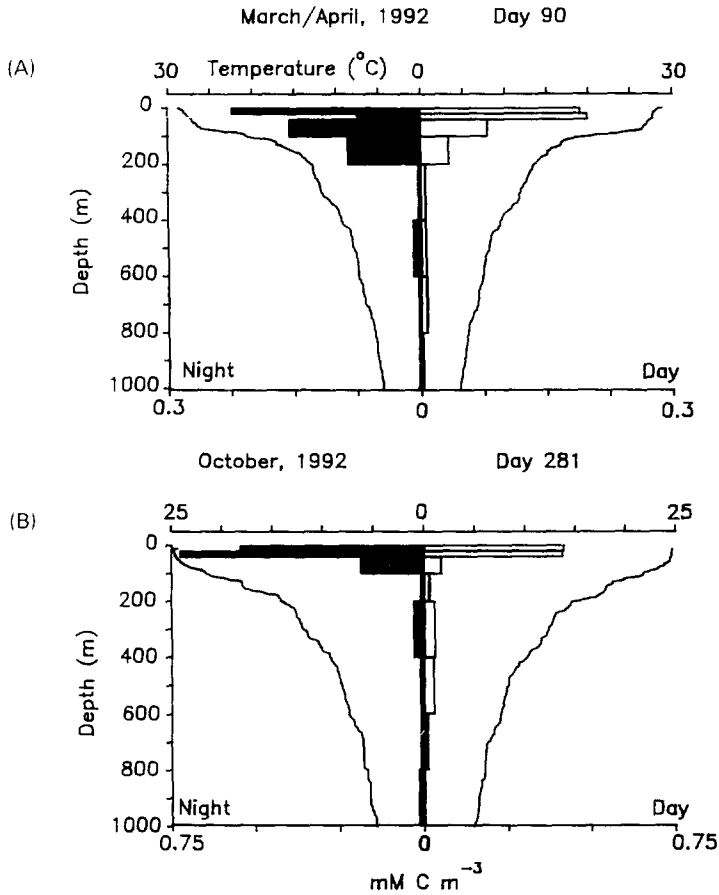 March/April, 1992 Day 90
(A)
30 Temperature (°C) 0 30
0
200
400
600
800
1000
Depth (m)
Night Day
0.3 0 0.3
October, 1992 Day 281
(B)
25 0 25
0
200
400
600
800
1000
Depth (m)
Night Day
0.75 0 0.75
mM C m⁻³